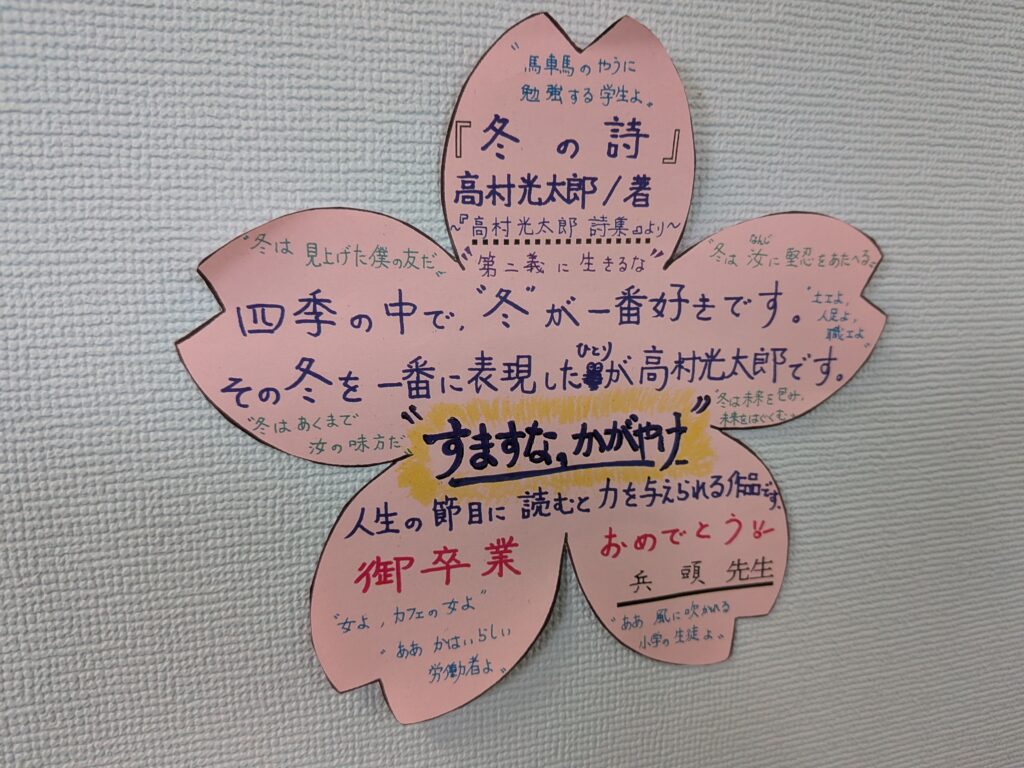 "馬車馬のやうに
勉強する学生よ"
『冬の詩』
高村光太郎/著
~『高村光太郎 詩集』より~
"第二義に生きるな"
"冬は見上げた僕の友だ"
"冬は汝に堅忍をあたへる"
なんじ
四季の中で、"冬"が一番好きです。
"土工よ、
人足よ、
職工よ"
その冬を一番に表現したが高村光太郎です。
ひとり
"冬はあくまで
汝の味方だ"
"冬は未来を包み、
未来をはぐくむ"
"すますな、かがやけ"
人生の節目に読むと力を与えられる作品です。
御卒業
おめでとう!!
兵頭先生
"女よ、カフェの女よ"
"ああかはいらしい
労働者よ"
"ああ風に吹かれる
小学の生徒よ"